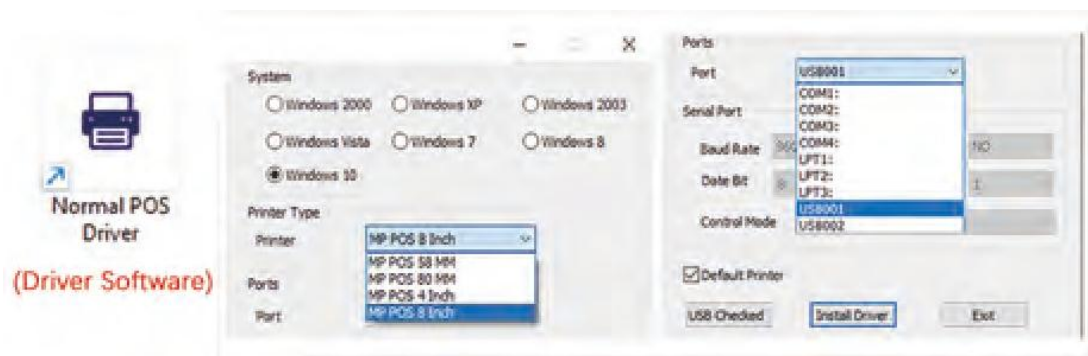 Normal POS
Driver
(Driver Software)
System
Windows 2000
Windows XP
Windows 2003
Windows Vista
Windows 7
Windows 8
Windows 10
Printer Type
Printer
MP POS 8 Inch
MP POS 58 MM
MP POS 80 MM
MP POS 4 Inch
MP POS 8 Inch
Ports
Port
Ports
Port
USB001
COM1:
COM2:
COM3:
COM4:
LPT1:
LPT2:
LPT3:
USB001
USB002
Serial Port
Baud Rate
NO
Date Bit
8
1
Control Mode
Default Printer
USB Checked
Install Driver
Exit